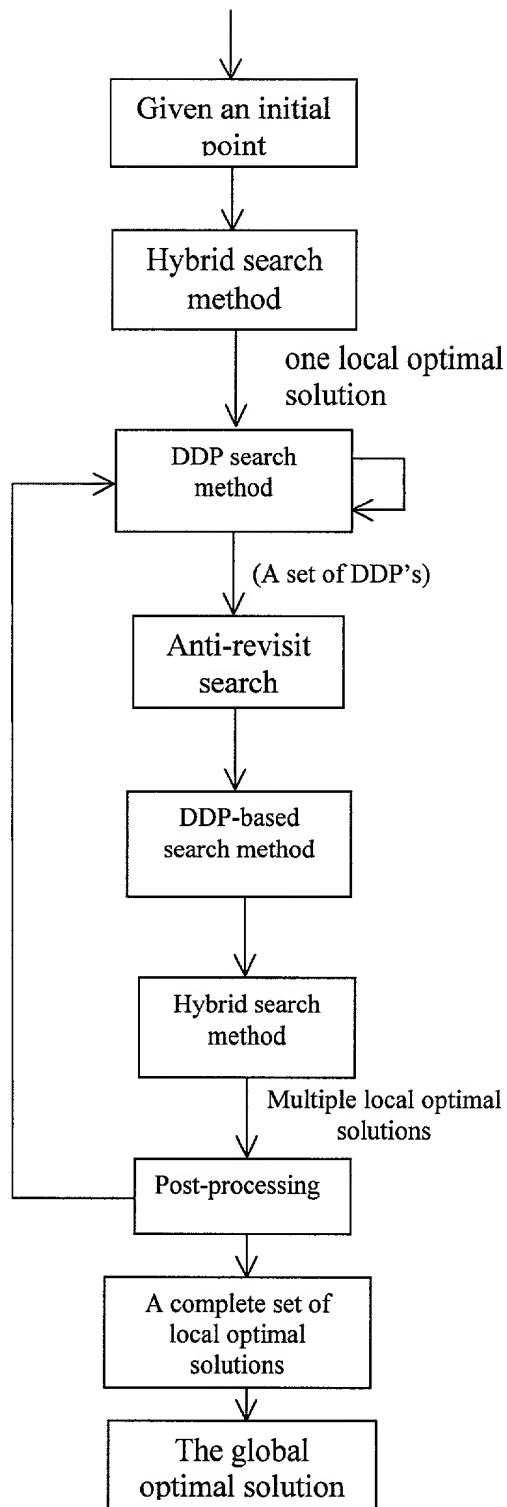 Given an initial
point
Hybrid search
method
one local optimal
solution
DDP search
method
(A set of DDP's)
Anti-revisit
search
DDP-based
search method
Hybrid search
method
Multiple local optimal
solutions
Post-processing
A complete set of
local optimal
solutions
The global
optimal solution